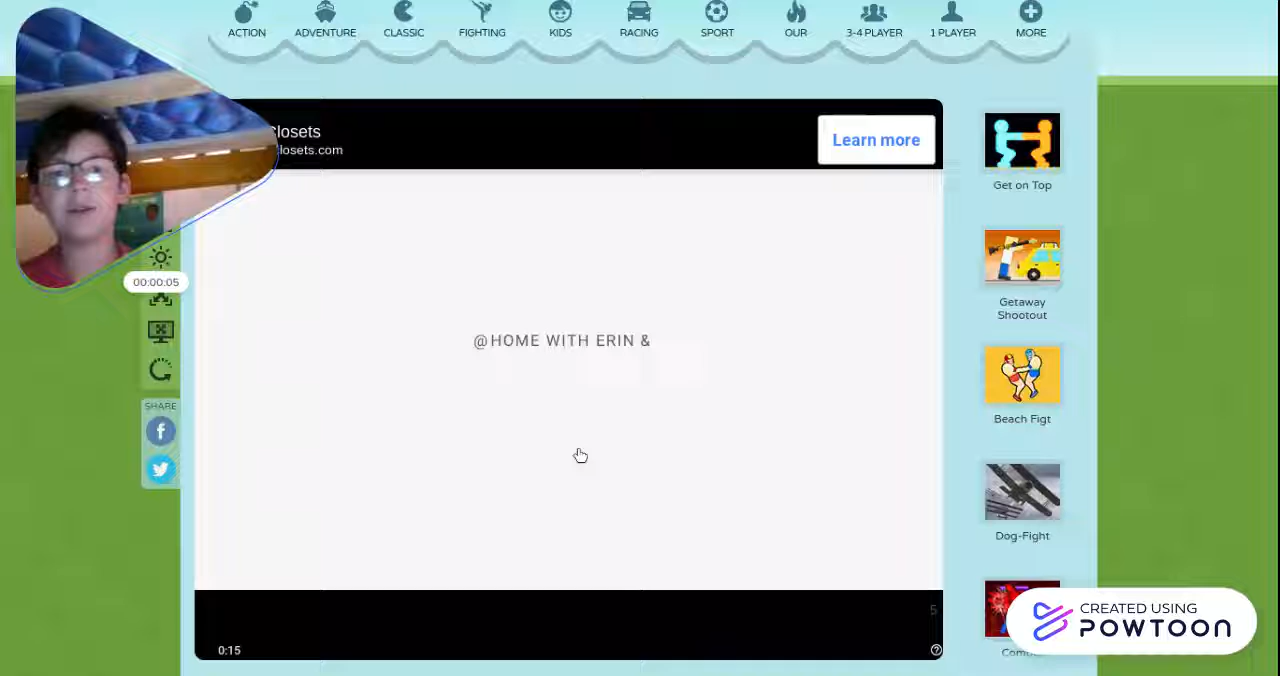 ACTION
ADVENTURE
CLASSIC
FIGHTING
KIDS
RACING
SPORT
OUR
3-4 PLAYER
1 PLAYER
MORE
Closets
closets.com
Learn more
Get on Top
Getaway
Shootout
Beach Figt
Dog-Fight
00:00:05
@HOME WITH ERIN &
SHARE
5
0:15
CREATED USING
POWTOON